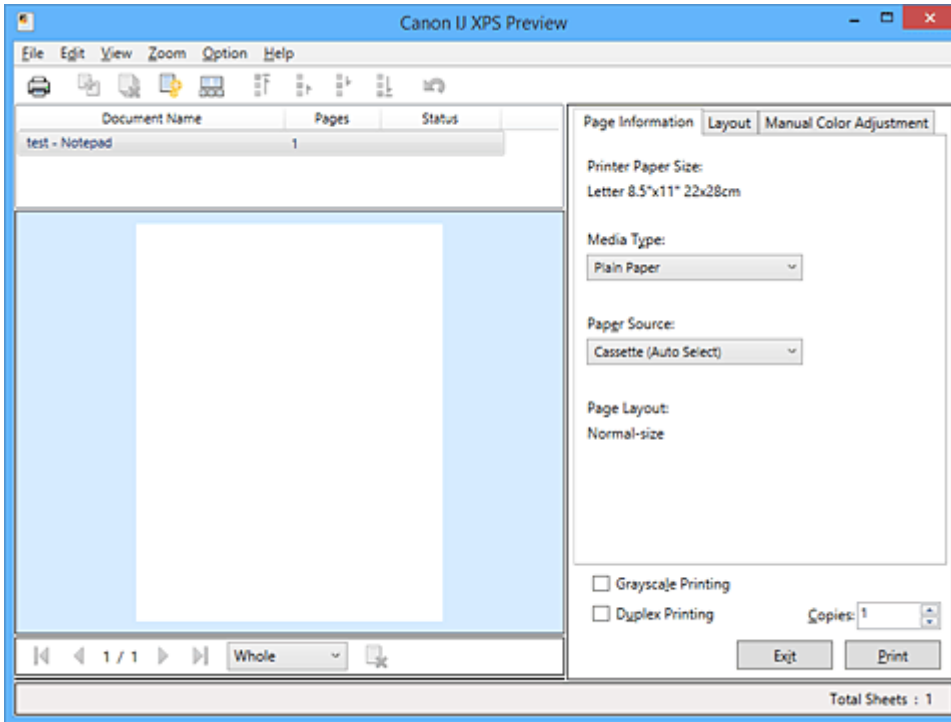 Canon IJ XPS Preview
File Edit View Zoom Option Help
Document Name Pages Status
test - Notepad 1
Page Information Layout Manual Color Adjustment
Printer Paper Size:
Letter 8.5"x11" 22x28cm
Media Type:
Plain Paper
Paper Source:
Cassette (Auto Select)
Page Layout:
Normal-size
Grayscale Printing
Duplex Printing Copies: 1
1 / 1 Whole
Exit Print
Total Sheets : 1